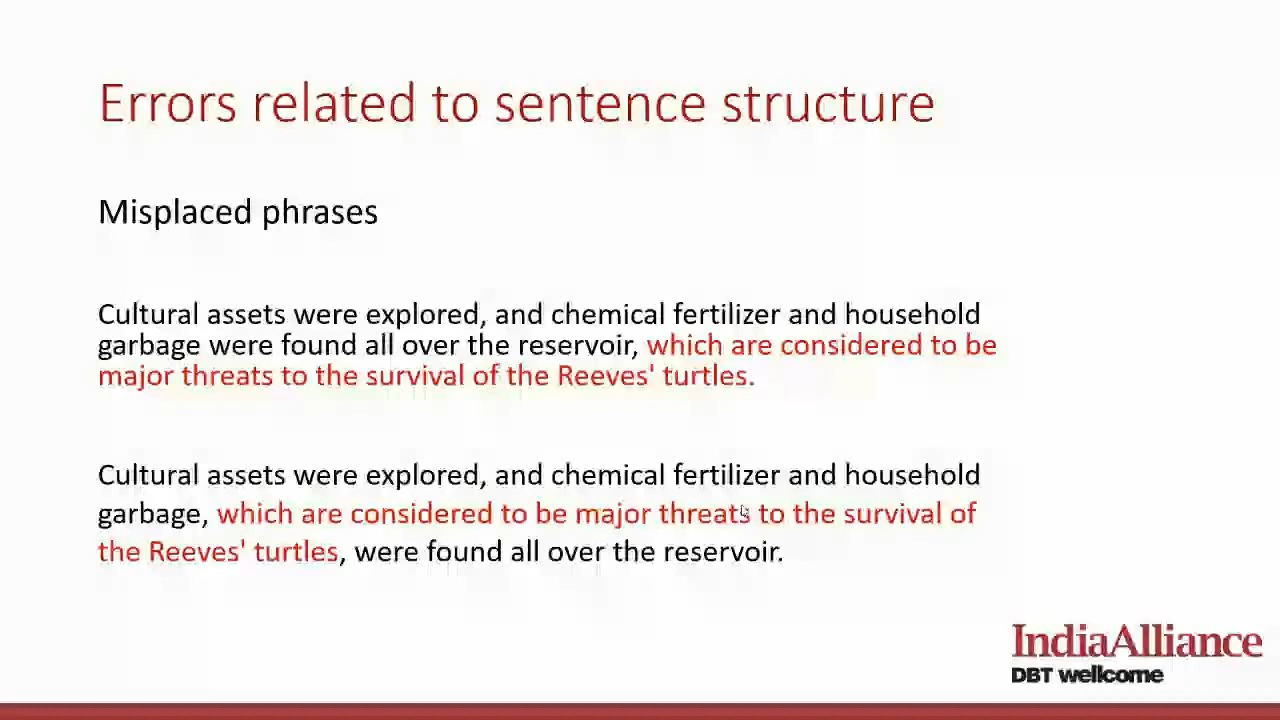 Errors related to sentence structure
Misplaced phrases
Cultural assets were explored, and chemical fertilizer and household
garbage were found all over the reservoir, which are considered to be
major threats to the survival of the Reeves' turtles.
Cultural assets were explored, and chemical fertilizer and household
garbage, which are considered to be major threats to the survival of
the Reeves' turtles, were found all over the reservoir.
IndiaAlliance
DBT wellcome